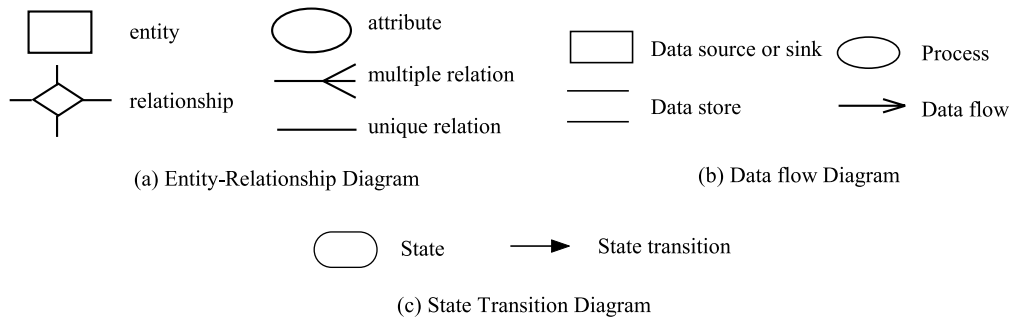 entity
attribute
relationship
multiple relation
unique relation
(a) Entity-Relationship Diagram
Data source or sink
Process
Data store
Data flow
(b) Data flow Diagram
State
State transition
(c) State Transition Diagram